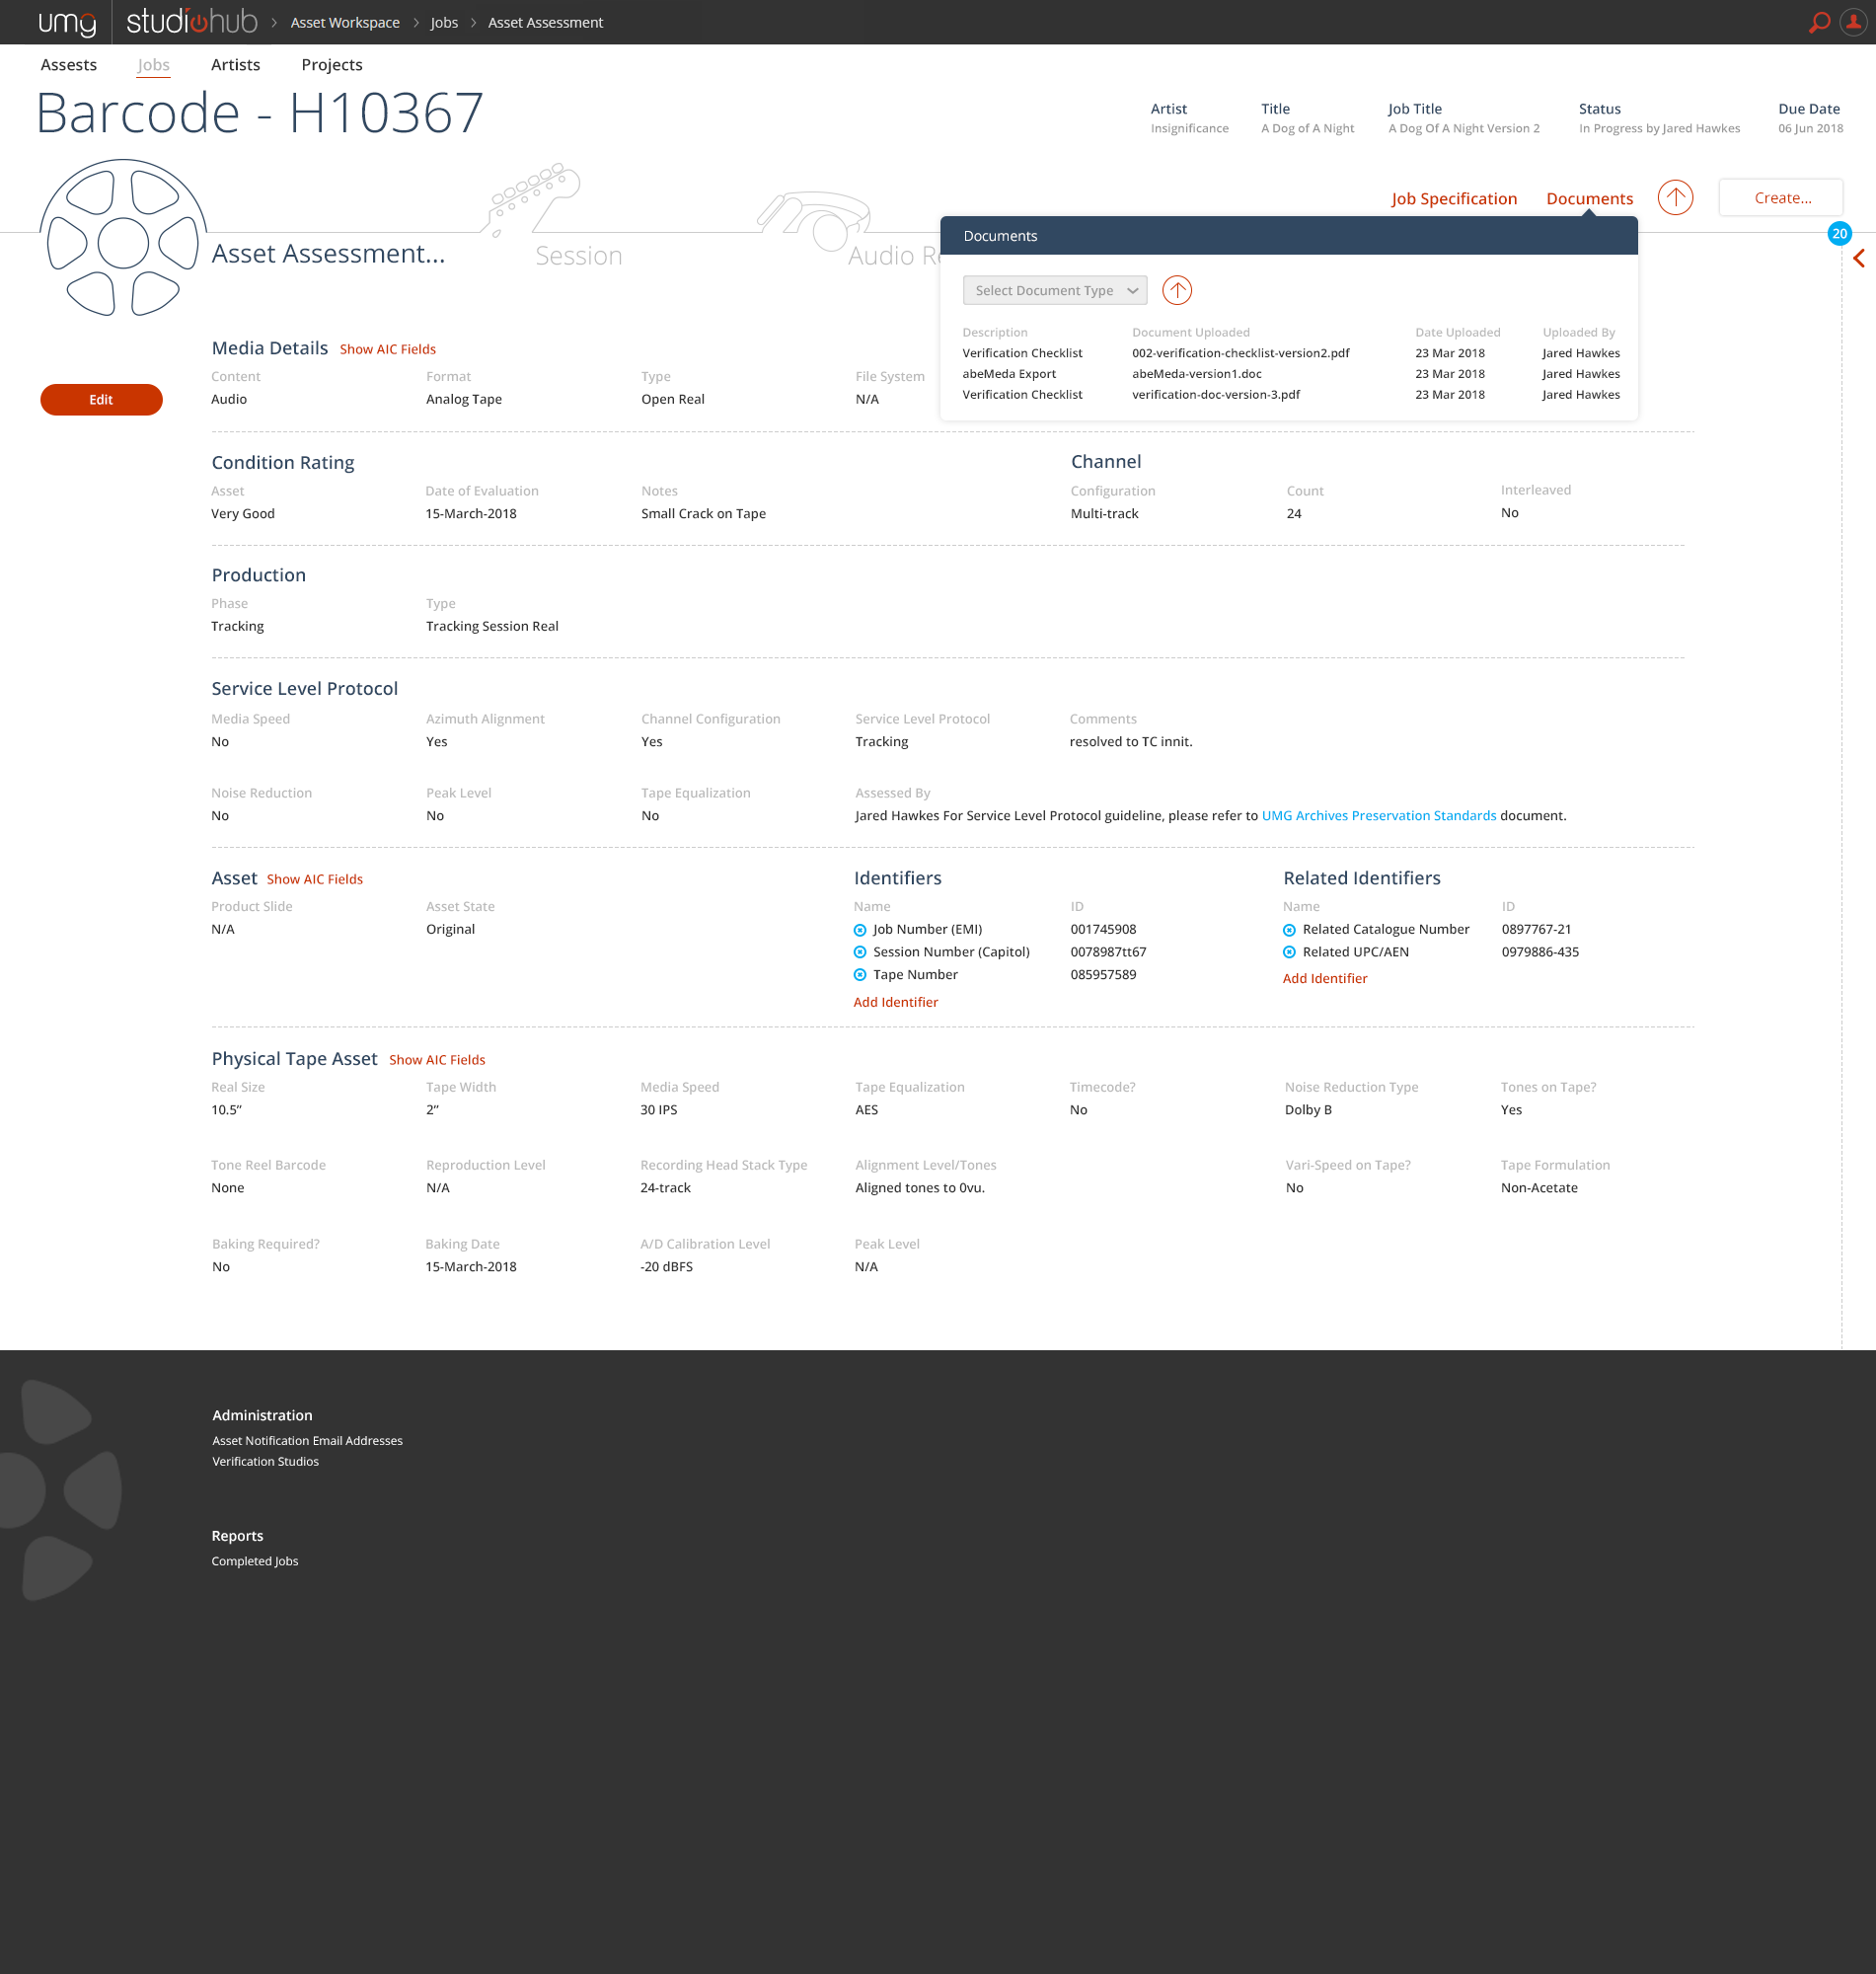 umg studiohub > Asset Workspace > Jobs > Asset Assessment
Assests Jobs Artists Projects
Barcode - H10367
Artist Title Job Title Status Due Date
Insignificance A Dog of A Night A Dog Of A Night Version 2 In Progress by Jared Hawkes 06 Jun 2018
Job Specification Documents Create...
20
Asset Assessment... Session Audio
Documents
Select Document Type
Description Document Uploaded Date Uploaded Uploaded By
Verification Checklist 002-verification-checklist-version2.pdf 23 Mar 2018 Jared Hawkes
abeMeda Export abeMeda-version1.doc 23 Mar 2018 Jared Hawkes
Verification Checklist verification-doc-version-3.pdf 23 Mar 2018 Jared Hawkes
Edit
Media Details Show AIC Fields
Content Format Type File System
Audio Analog Tape Open Real N/A
Condition Rating Channel
Asset Date of Evaluation Notes Configuration Count Interleaved
Very Good 15-March-2018 Small Crack on Tape Multi-track 24 No
Production
Phase Type
Tracking Tracking Session Real
Service Level Protocol
Media Speed Azimuth Alignment Channel Configuration Service Level Protocol Comments
No Yes Yes Tracking resolved to TC innit.
Noise Reduction Peak Level Tape Equalization Assessed By
No No No Jared Hawkes For Service Level Protocol guideline, please refer to UMG Archives Preservation Standards document.
Asset Show AIC Fields Identifiers Related Identifiers
Product Slide Asset State Name ID Name ID
N/A Original Job Number (EMI) 001745908 Related Catalogue Number 0897767-21
Session Number (Capitol) 0078987tt67 Related UPC/AEN 0979886-435
Tape Number 085957589 Add Identifier
Add Identifier
Physical Tape Asset Show AIC Fields
Real Size Tape Width Media Speed Tape Equalization Timecode? Noise Reduction Type Tones on Tape?
10.5” 2” 30 IPS AES No Dolby B Yes
Tone Reel Barcode Reproduction Level Recording Head Stack Type Alignment Level/Tones Vari-Speed on Tape? Tape Formulation
None N/A 24-track Aligned tones to 0vu. No Non-Acetate
Baking Required? Baking Date A/D Calibration Level Peak Level
No 15-March-2018 -20 dBFS N/A
Administration
Asset Notification Email Addresses
Verification Studios
Reports
Completed Jobs